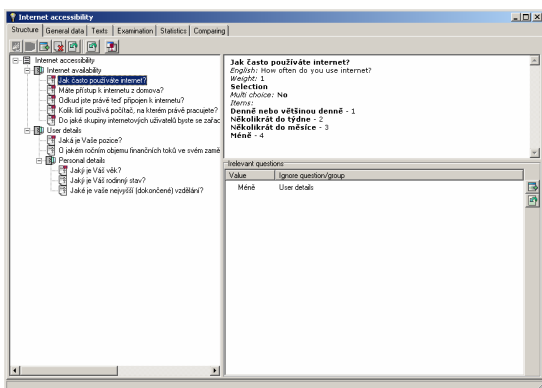 Internet accessibility
Structure General data Texts Examination Statistics Comparing
Internet accessibility
Internet availability
Jak často používáte internet?
Máte přístup k internetu z domova?
Odkud jste právě teď připojen k internetu?
Kolik lidí používá počítač, na kterém právě pracujete?
Do jaké skupiny internetových uživatelů byste se zařac
User details
Jaká je Vaše pozice?
O jakém ročním objemu finančních toků ve svém zamě
Personal details
Jaký je Váš věk?
Jaký je Váš rodinný stav?
Jaké je vaše nejvyšší (dokončené) vzdělání?
Jak často používáte internet?
English: How often do you use internet?
Weight: 1
Selection
Multi choice: No
Items:
Denně nebo většinou denně - 1
Několikrát do týdne - 2
Několikrát do měsíce - 3
Méně - 4
Irelevant questions
Value Ignore question/group
Méně User details